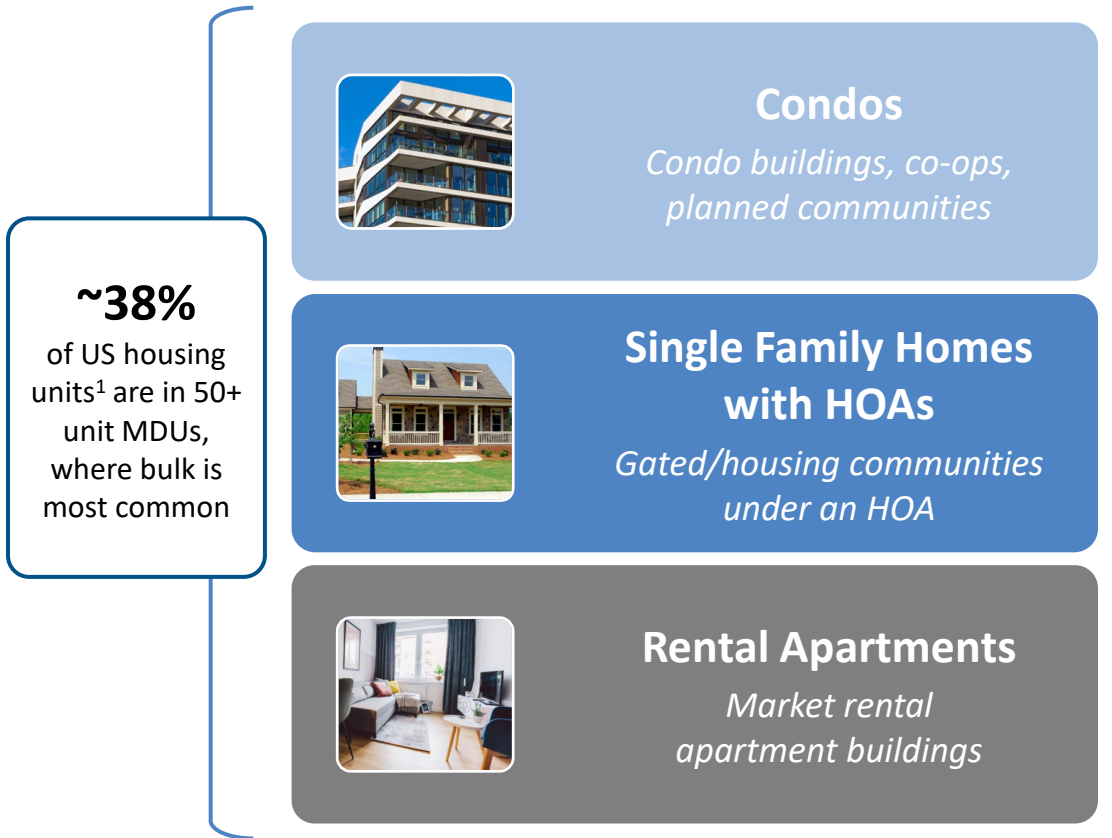 ~38%
of US housing
units¹ are in 50+
unit MDUs,
where bulk is
most common
Condos
Condo buildings, co-ops,
planned communities
Single Family Homes
with HOAs
Gated/housing communities
under an HOA
Rental Apartments
Market rental
apartment buildings